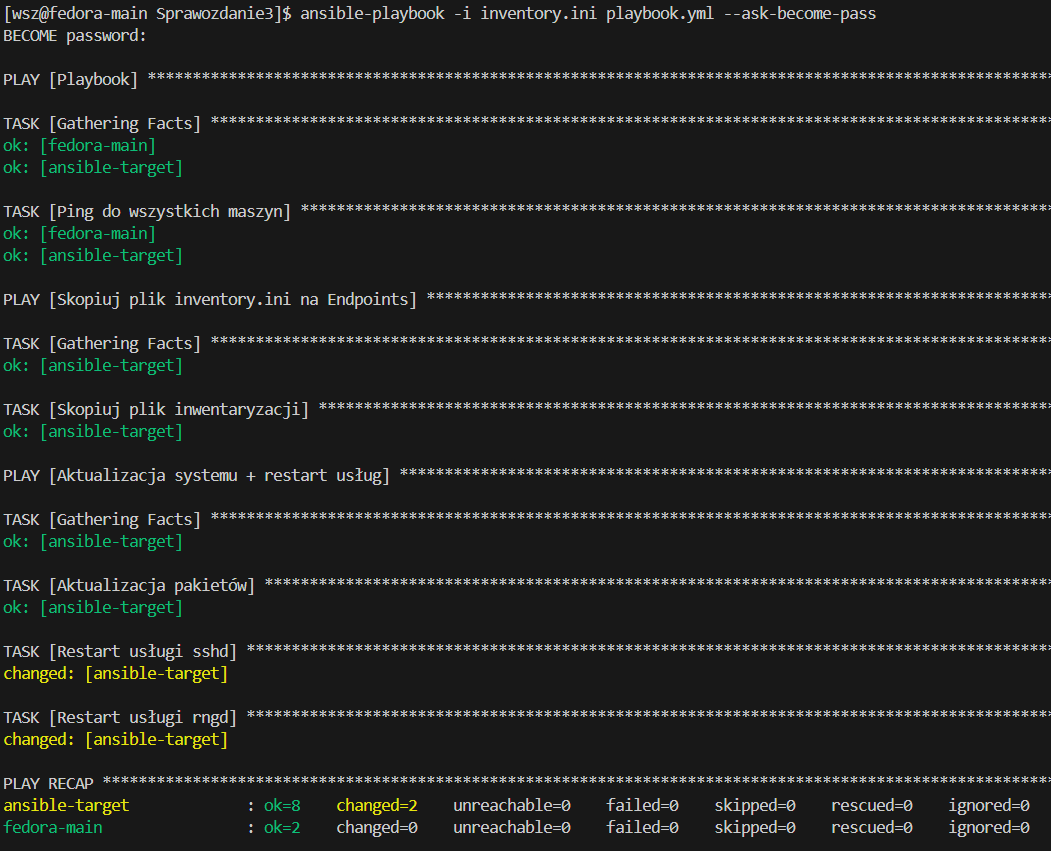 [wsz@fedora-main Sprawozdanie3]$ ansible-playbook -i inventory.ini playbook.yml --ask-become-pass
BECOME password:
PLAY [Playbook] ****************************************************************************************************
TASK [Gathering Facts] *********************************************************************************************
ok: [fedora-main]
ok: [ansible-target]
TASK [Ping do wszystkich maszyn] ***********************************************************************************
ok: [fedora-main]
ok: [ansible-target]
PLAY [Skopiuj plik inventory.ini na Endpoints] *********************************************************************
TASK [Gathering Facts] *********************************************************************************************
ok: [ansible-target]
TASK [Skopiuj plik inwentaryzacji] *********************************************************************************
ok: [ansible-target]
PLAY [Aktualizacja systemu + restart usług] ************************************************************************
TASK [Gathering Facts] *********************************************************************************************
ok: [ansible-target]
TASK [Aktualizacja pakietów] ***************************************************************************************
ok: [ansible-target]
TASK [Restart usługi sshd] *****************************************************************************************
changed: [ansible-target]
TASK [Restart usługi rngd] *****************************************************************************************
changed: [ansible-target]
PLAY RECAP *********************************************************************************************************
ansible-target : ok=8 changed=2 unreachable=0 failed=0 skipped=0 rescued=0 ignored=0
fedora-main : ok=2 changed=0 unreachable=0 failed=0 skipped=0 rescued=0 ignored=0